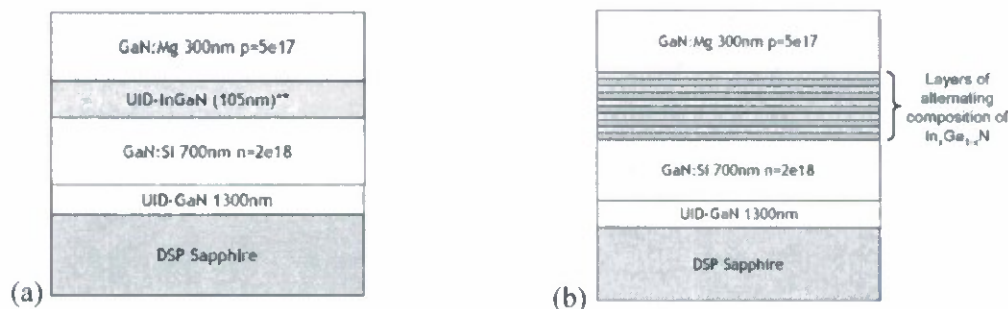 GaN:Mg 300nm p=5e17
UID-InGaN (105nm)**
GaN:Si 700nm n=2e18
UID-GaN 1300nm
DSP Sapphire
(a)
GaN:Mg 300nm p=5e17
Layers of
alternating
composition of
InₓGa₁₋ₓN
GaN:Si 700nm n=2e18
UID-GaN 1300nm
DSP Sapphire
(b)